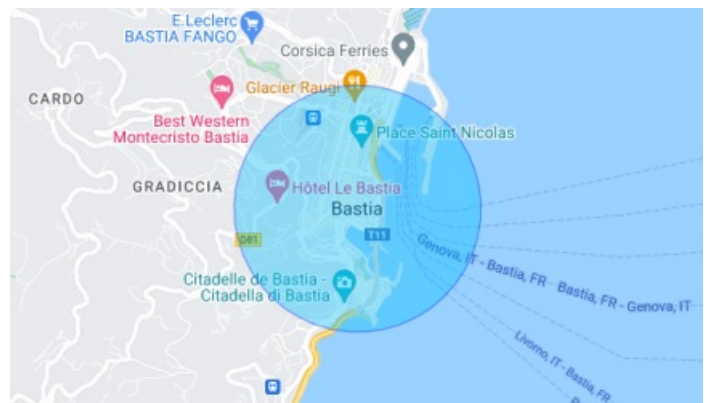 E.Leclerc
BASTIA FANGO
Corsica Ferries
Glacier Raugi
CARDO
Best Western
Montecristo Bastia
Place Saint Nicolas
GRADICCIA
Hôtel Le Bastia
Bastia
T11
D81
Genova, IT - Bastia, FR - Bastia, FR - Genova, IT
Citadelle de Bastia -
Citadella di Bastia
Livorno, IT - Bastia, FR